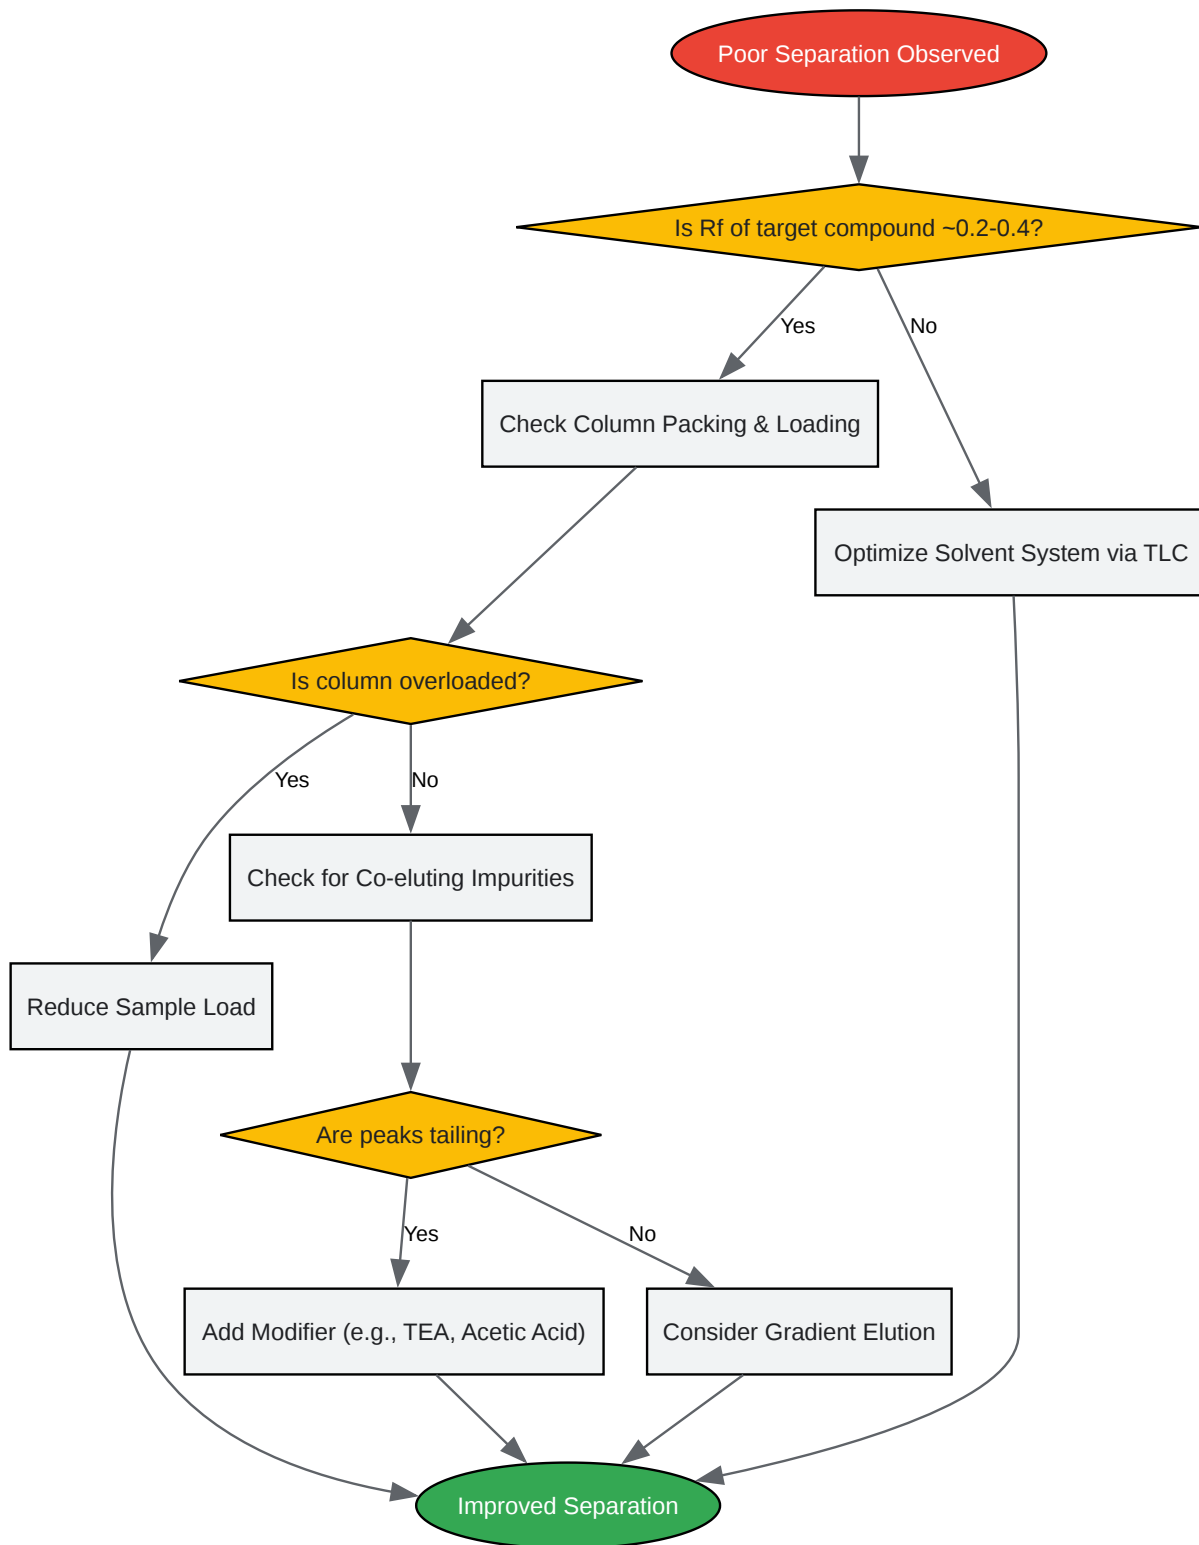 Poor Separation Observed
Is Rf of target compound ~0.2-0.4?
Yes
No
Check Column Packing & Loading
Optimize Solvent System via TLC
Is column overloaded?
Yes
No
Check for Co-eluting Impurities
Reduce Sample Load
Are peaks tailing?
Yes
No
Add Modifier (e.g., TEA, Acetic Acid)
Consider Gradient Elution
Improved Separation